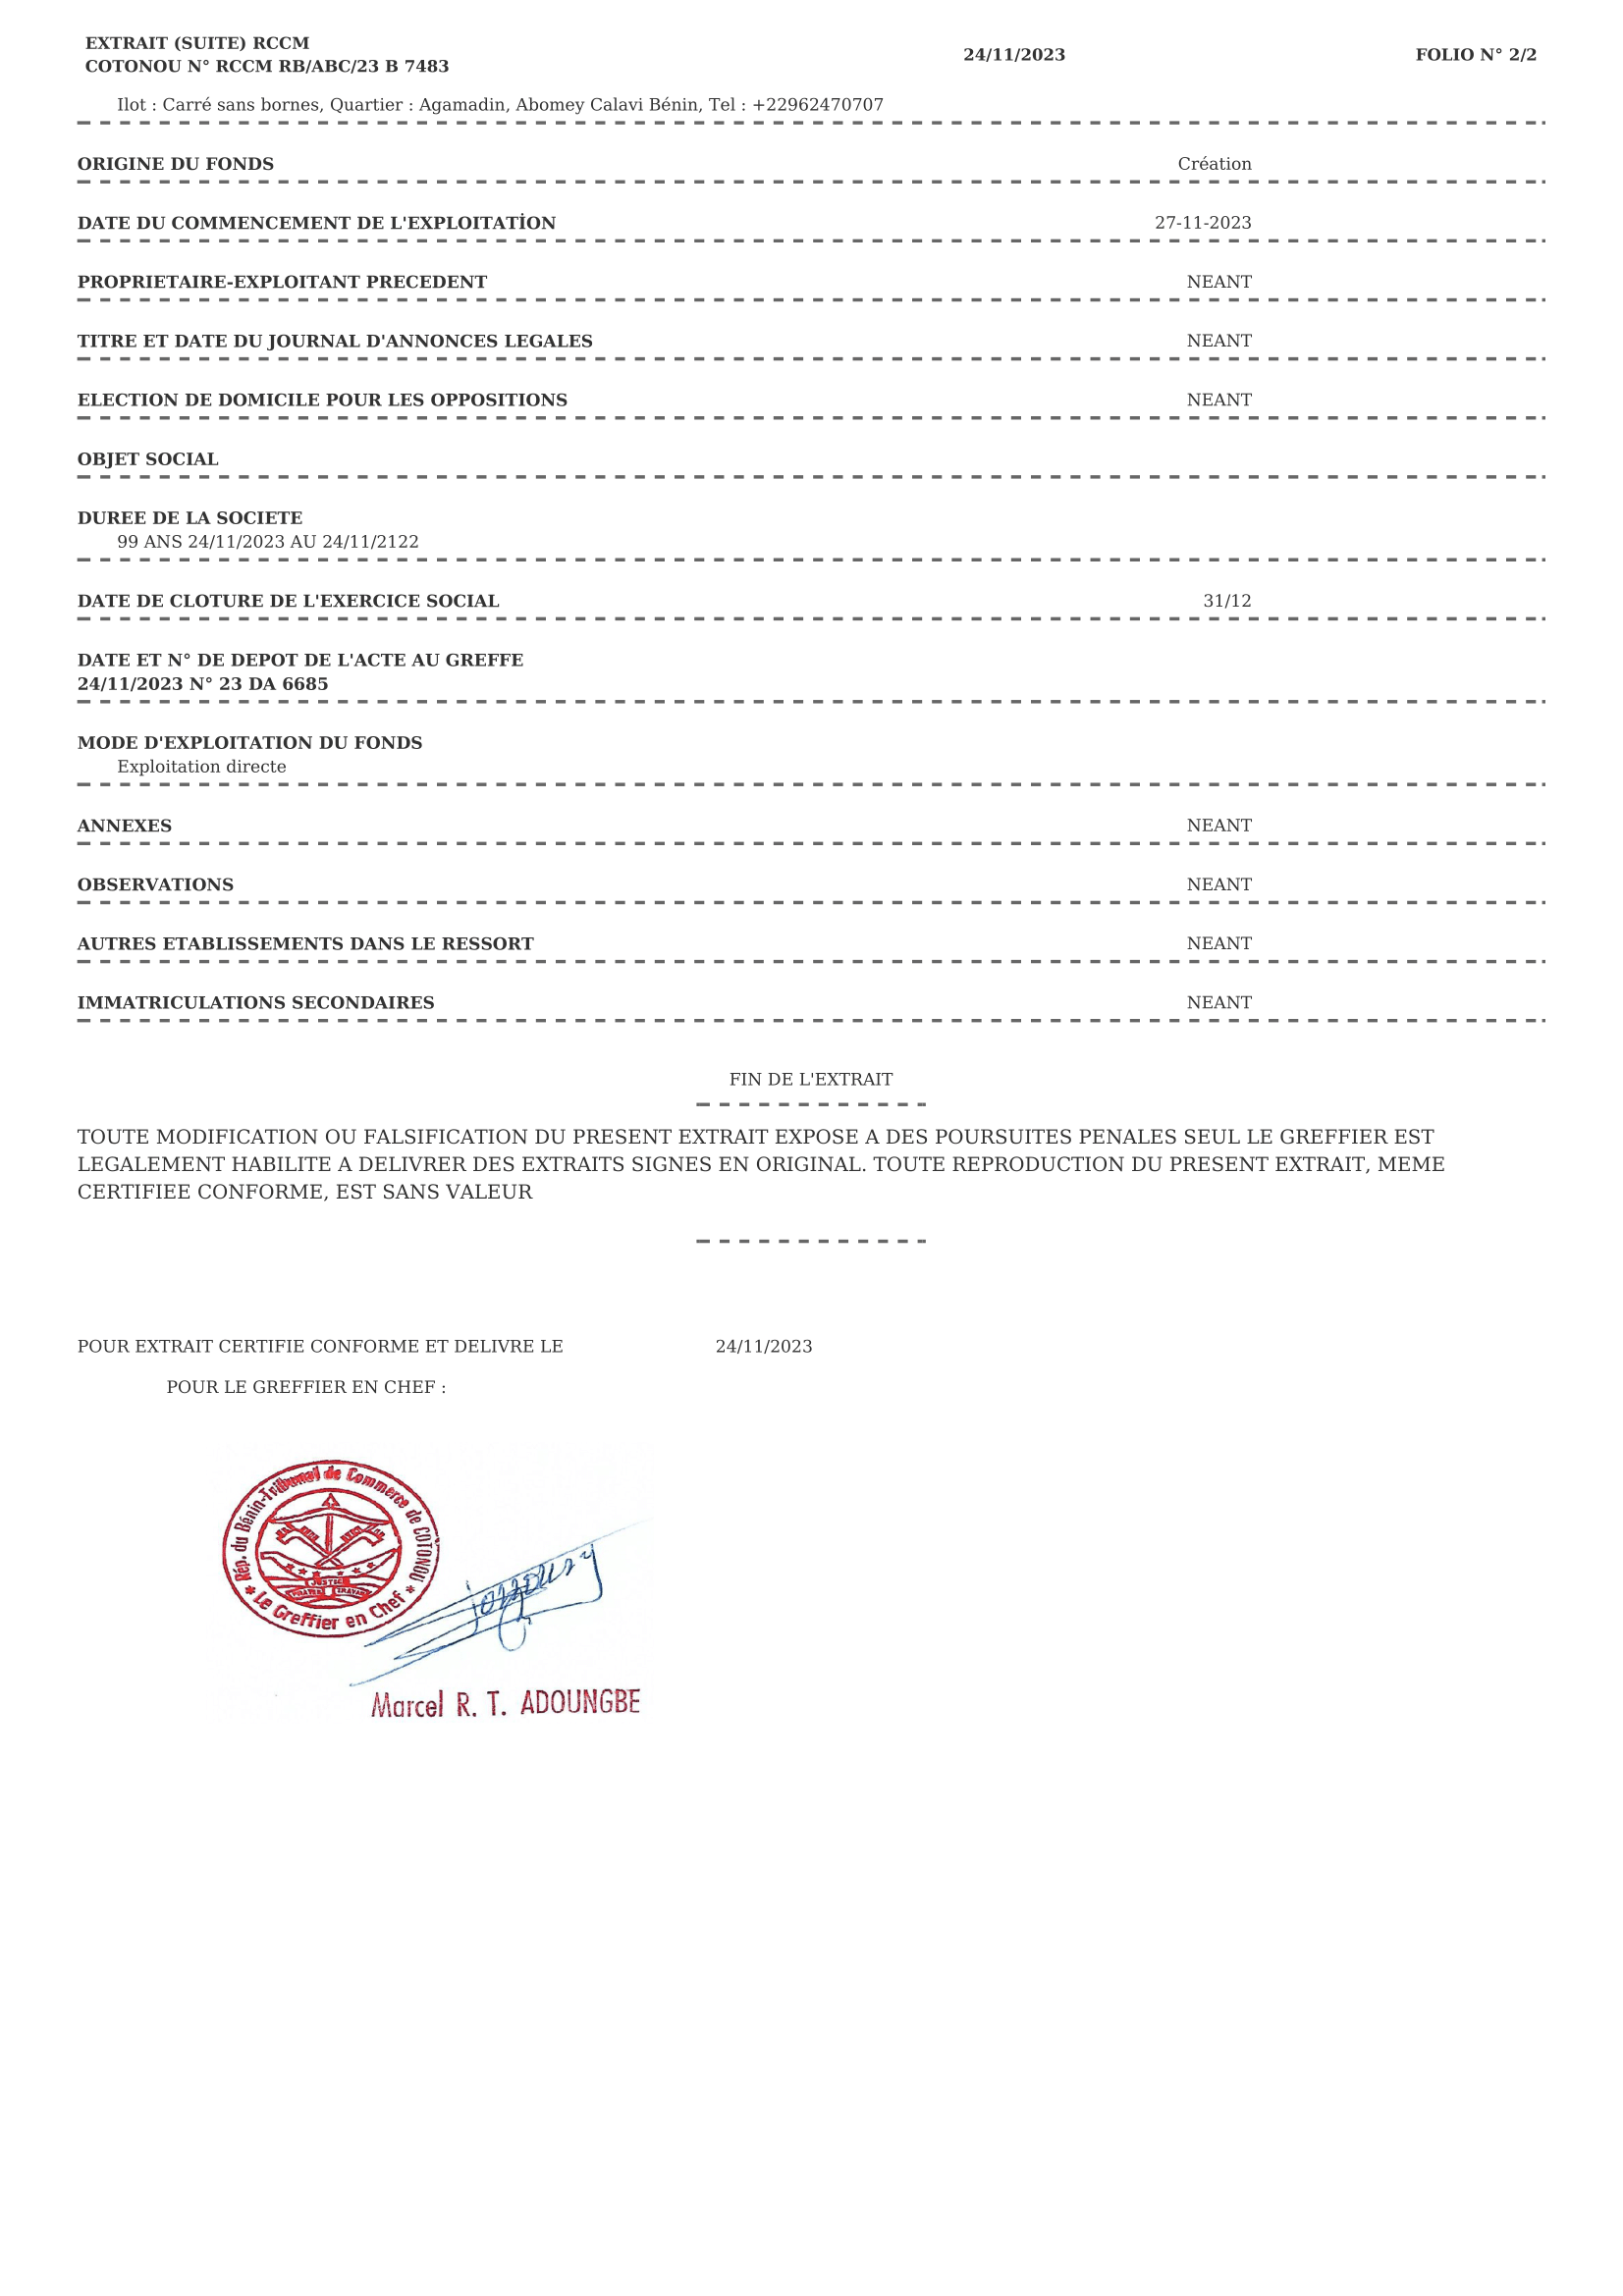 EXTRAIT (SUITE) RCCM
COTONOU N° RCCM RB/ABC/23 B 7483
24/11/2023
FOLIO N° 2/2
Ilot : Carré sans bornes, Quartier : Agamadin, Abomey Calavi Bénin, Tel : +22962470707
ORIGINE DU FONDS Création
DATE DU COMMENCEMENT DE L'EXPLOITATİON 27-11-2023
PROPRIETAIRE-EXPLOITANT PRECEDENT NEANT
TITRE ET DATE DU JOURNAL D'ANNONCES LEGALES NEANT
ELECTION DE DOMICILE POUR LES OPPOSITIONS NEANT
OBJET SOCIAL
DUREE DE LA SOCIETE
99 ANS 24/11/2023 AU 24/11/2122
DATE DE CLOTURE DE L'EXERCICE SOCIAL 31/12
DATE ET N° DE DEPOT DE L'ACTE AU GREFFE
24/11/2023 N° 23 DA 6685
MODE D'EXPLOITATION DU FONDS
Exploitation directe
ANNEXES NEANT
OBSERVATIONS NEANT
AUTRES ETABLISSEMENTS DANS LE RESSORT NEANT
IMMATRICULATIONS SECONDAIRES NEANT
FIN DE L'EXTRAIT
TOUTE MODIFICATION OU FALSIFICATION DU PRESENT EXTRAIT EXPOSE A DES POURSUITES PENALES SEUL LE GREFFIER EST
LEGALEMENT HABILITE A DELIVRER DES EXTRAITS SIGNES EN ORIGINAL. TOUTE REPRODUCTION DU PRESENT EXTRAIT, MEME
CERTIFIEE CONFORME, EST SANS VALEUR
POUR EXTRAIT CERTIFIE CONFORME ET DELIVRE LE 24/11/2023
POUR LE GREFFIER EN CHEF :
Rép. du Bénin-Tribunal de Commerce de COTONOU
Le Greffier en Chef
Marcel R. T. ADOUNGBE